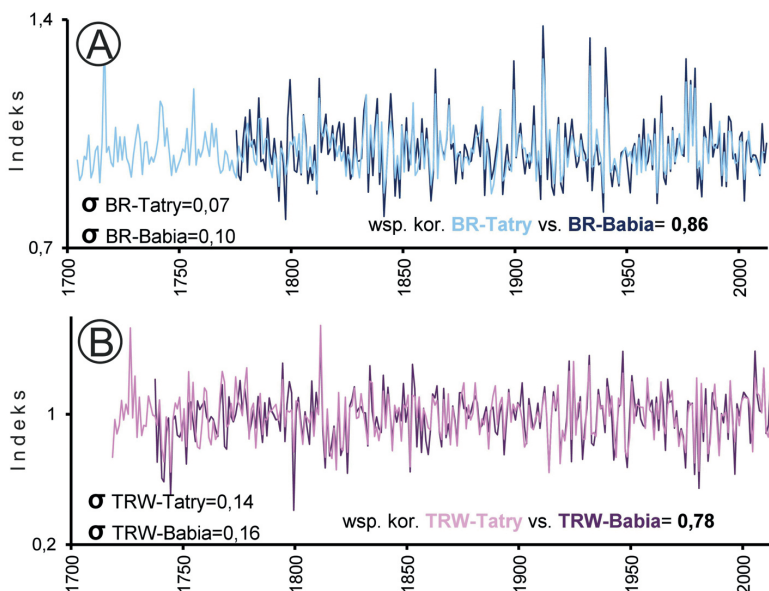 1,4
A
Indeks
σ BR-Tatry=0,07
σ BR-Babia=0,10
wsp. kor. BR-Tatry vs. BR-Babia= 0,86
0,7
1700
1750
1800
1850
1900
1950
2000
B
Indeks
1
σ TRW-Tatry=0,14
σ TRW-Babia=0,16
wsp. kor. TRW-Tatry vs. TRW-Babia= 0,78
0,2
1700
1750
1800
1850
1900
1950
2000